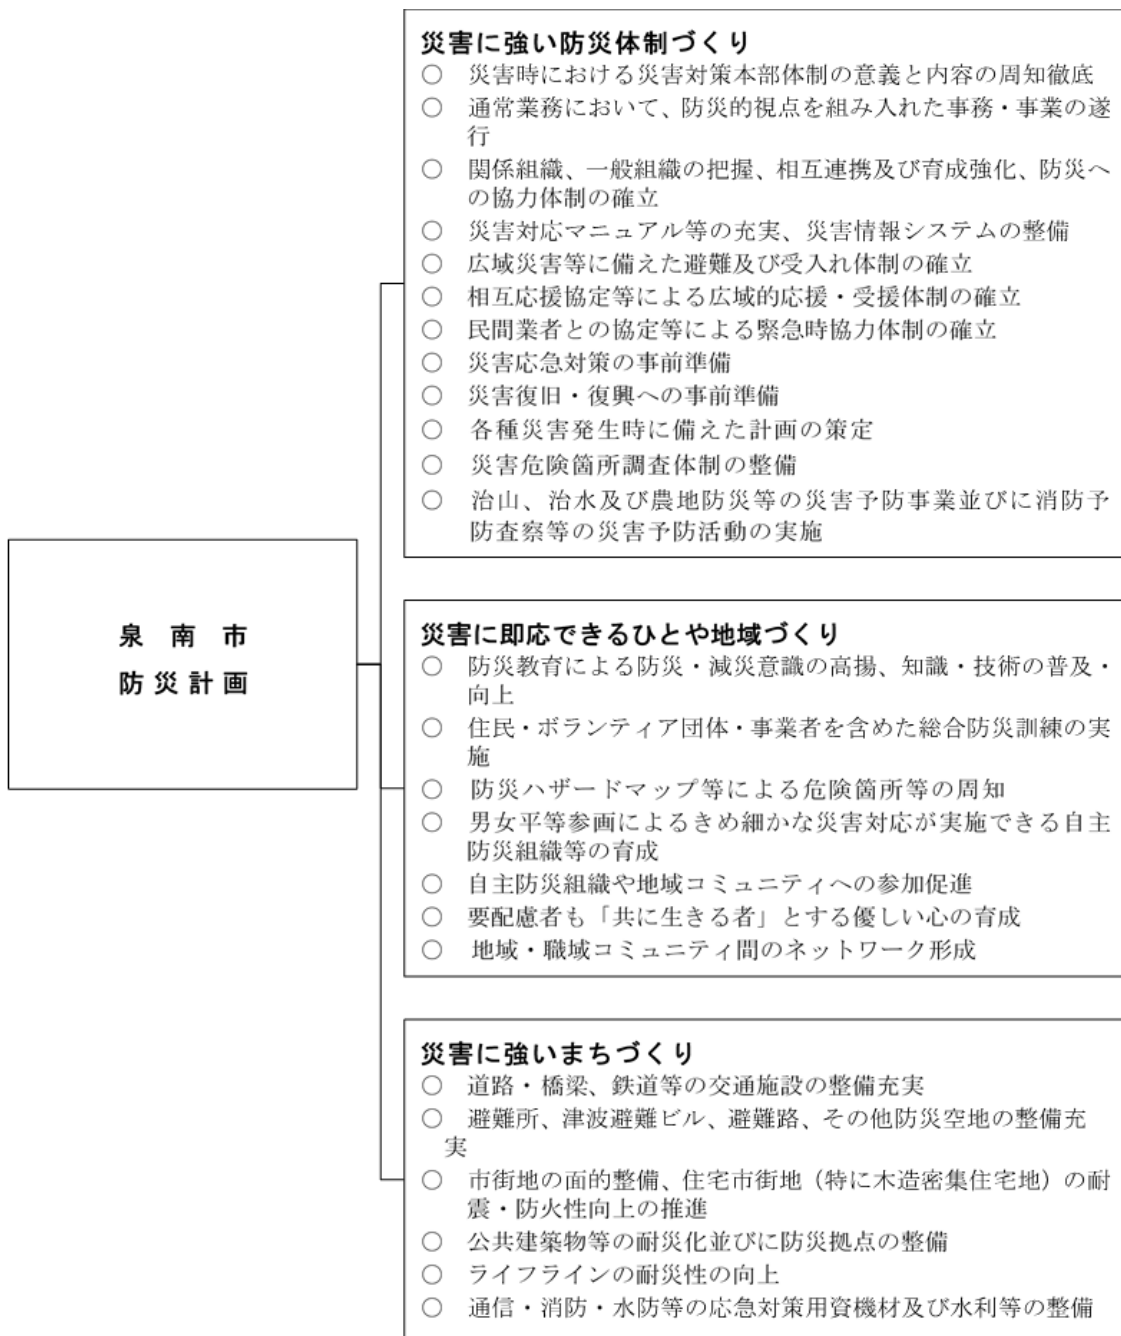 災害に強い防災体制づくり
○ 災害時における災害対策本部体制の意義と内容の周知徹底
○ 通常業務において、防災的視点を組み入れた事務・事業の遂
行
○ 関係組織、一般組織の把握、相互連携及び育成強化、防災へ
の協力体制の確立
○ 災害対応マニュアル等の充実、災害情報システムの整備
○ 広域災害等に備えた避難及び受入れ体制の確立
○ 相互応援協定等による広域的応援・受援体制の確立
○ 民間業者との協定等による緊急時協力体制の確立
○ 災害応急対策の事前準備
○ 災害復旧・復興への事前準備
○ 各種災害発生時に備えた計画の策定
○ 災害危険箇所調査体制の整備
○ 治山、治水及び農地防災等の災害予防事業並びに消防予
防査察等の災害予防活動の実施
泉南市
防災計画
災害に即応できるひとや地域づくり
○ 防災教育による防災・減災意識の高揚、知識・技術の普及・
向上
○ 住民・ボランティア団体・事業者を含めた総合防災訓練の実
施
○ 防災ハザードマップ等による危険箇所等の周知
○ 男女平等参画によるきめ細かな災害対応が実施できる自主
防災組織等の育成
○ 自主防災組織や地域コミュニティへの参加促進
○ 要配慮者も「共に生きる者」とする優しい心の育成
○ 地域・職域コミュニティ間のネットワーク形成
災害に強いまちづくり
○ 道路・橋梁、鉄道等の交通施設の整備充実
○ 避難所、津波避難ビル、避難路、その他防災空地の整備充
実
○ 市街地の面的整備、住宅市街地（特に木造密集住宅地）の耐
震・防火性向上の推進
○ 公共建築物等の耐災化並びに防災拠点の整備
○ ライフラインの耐災性の向上
○ 通信・消防・水防等の応急対策用資機材及び水利等の整備